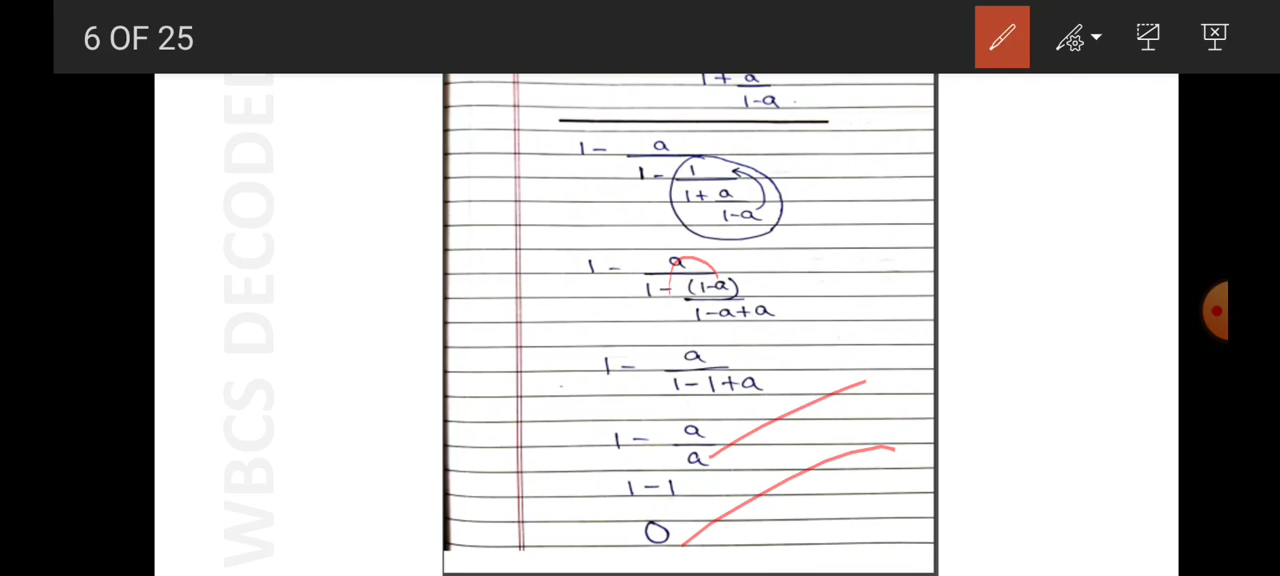 6 OF 25
WBCS DECODED
1 + a
1-a
1 - a
1 - 1
1 + a
1-a
1 - a
1 - (1-a)
1-a+a
1 - a
1-1+a
1 - a
a
1 - 1
0